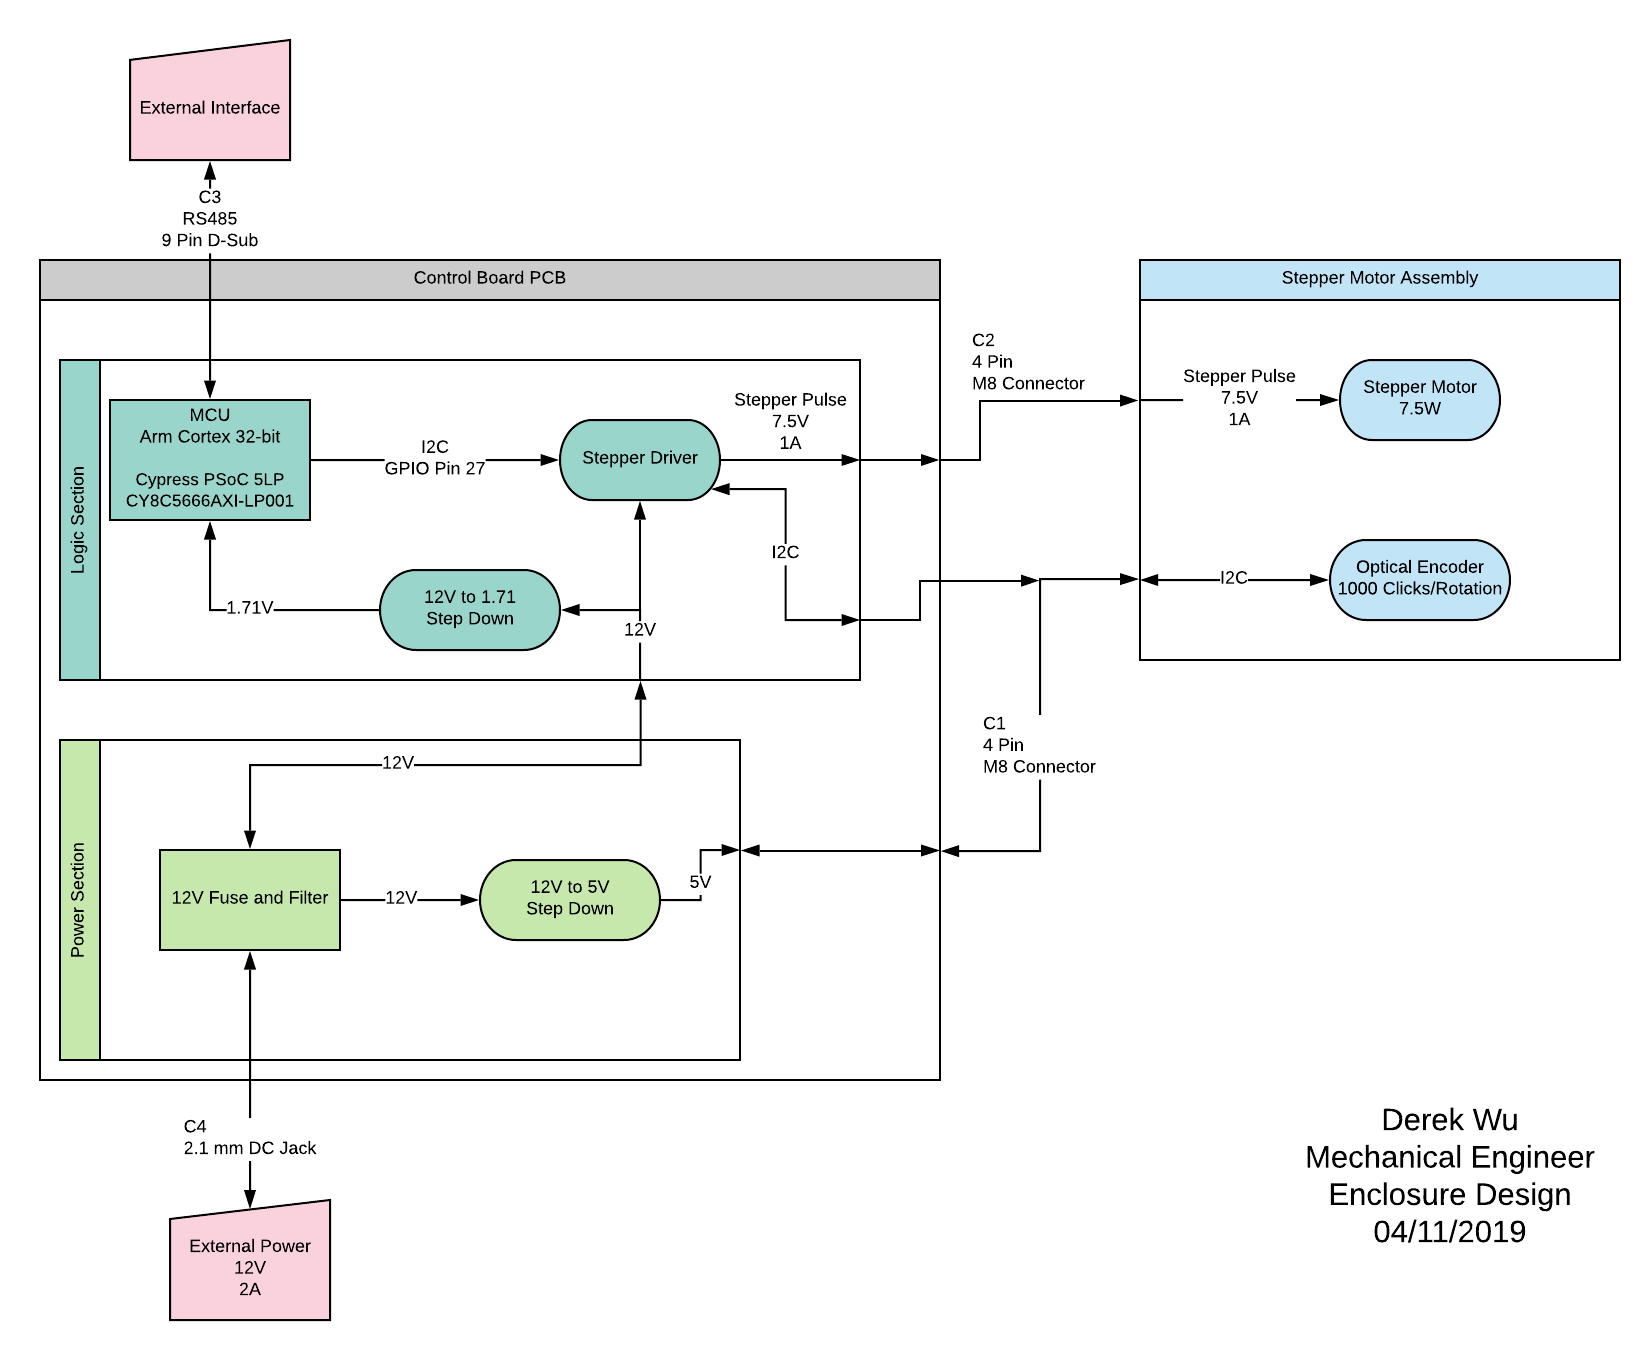 External Interface
C3
RS485
9 Pin D-Sub
Control Board PCB
Stepper Motor Assembly
Logic Section
MCU
Arm Cortex 32-bit
Cypress PSoC 5LP
CY8C5666AXI-LP001
I2C
GPIO Pin 27
Stepper Driver
Stepper Pulse
7.5V
1A
C2
4 Pin
M8 Connector
Stepper Pulse
7.5V
1A
Stepper Motor
7.5W
I2C
1.71V
12V to 1.71
Step Down
12V
I2C
Optical Encoder
1000 Clicks/Rotation
C1
4 Pin
M8 Connector
Power Section
12V
12V Fuse and Filter
12V
12V to 5V
Step Down
5V
C4
2.1 mm DC Jack
External Power
12V
2A
Derek Wu
Mechanical Engineer
Enclosure Design
04/11/2019